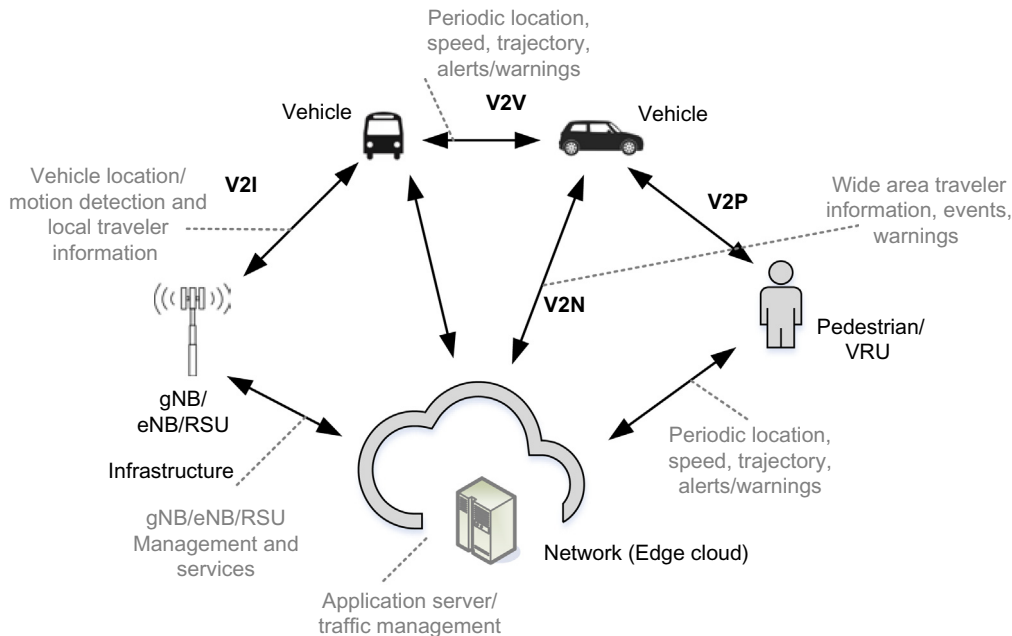 Periodic location,
speed, trajectory,
alerts/warnings
V2V
Vehicle
Vehicle
Vehicle location/
motion detection and
local traveler
information
V2I
V2P
Wide area traveler
information, events,
warnings
V2N
Pedestrian/
VRU
gNB/
eNB/RSU
Infrastructure
gNB/eNB/RSU
Management and
services
Periodic location,
speed, trajectory,
alerts/warnings
Network (Edge cloud)
Application server/
traffic management